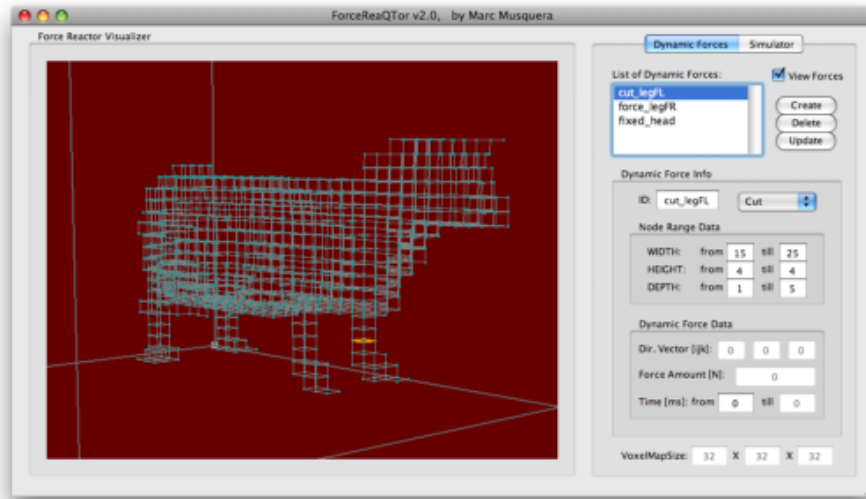 ForceReaQTor v2.0, by Marc Musquera
Force Reactor Visualizer
Dynamic Forces Simulator
List of Dynamic Forces:
View Forces
cut_legFL
force_legFR
fixed_head
Create
Delete
Update
Dynamic Force Info
ID: cut_legFL Cut
Node Range Data
WIDTH: from 15 till 25
HEIGHT: from 4 till 4
DEPTH: from 1 till 5
Dynamic Force Data
Dir. Vector [ijk]: 0 0 0
Force Amount [N]: 0
Time [ms]: from 0 till 0
VoxelMapSize: 32 X 32 X 32